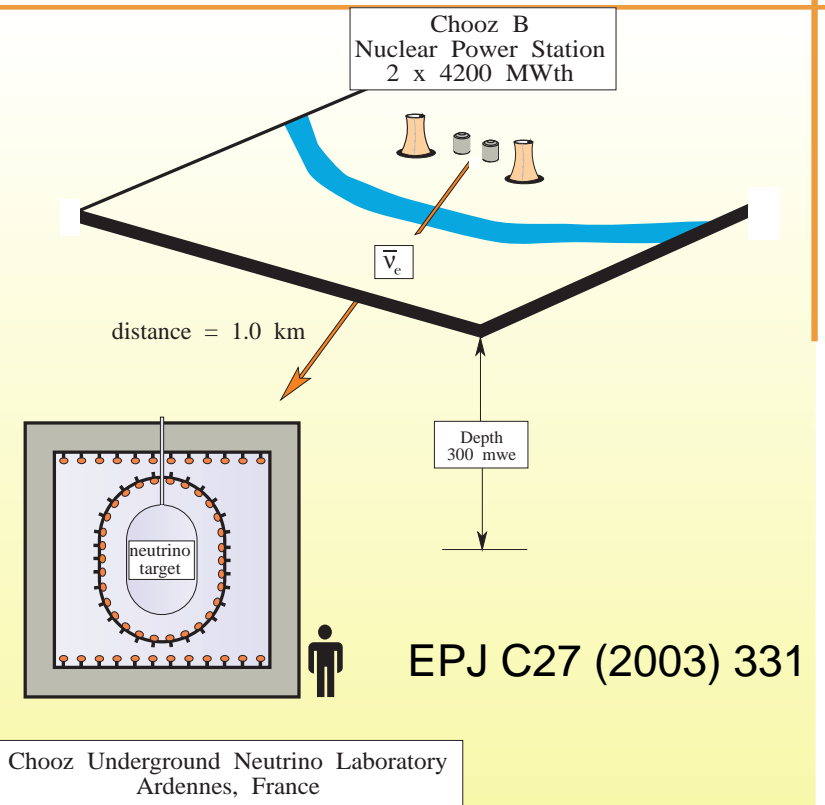 Chooz B
Nuclear Power Station
2 x 4200 MWth
ν̅e
distance = 1.0 km
Depth
300 mwe
neutrino
target
EPJ C27 (2003) 331
Chooz Underground Neutrino Laboratory
Ardennes, France